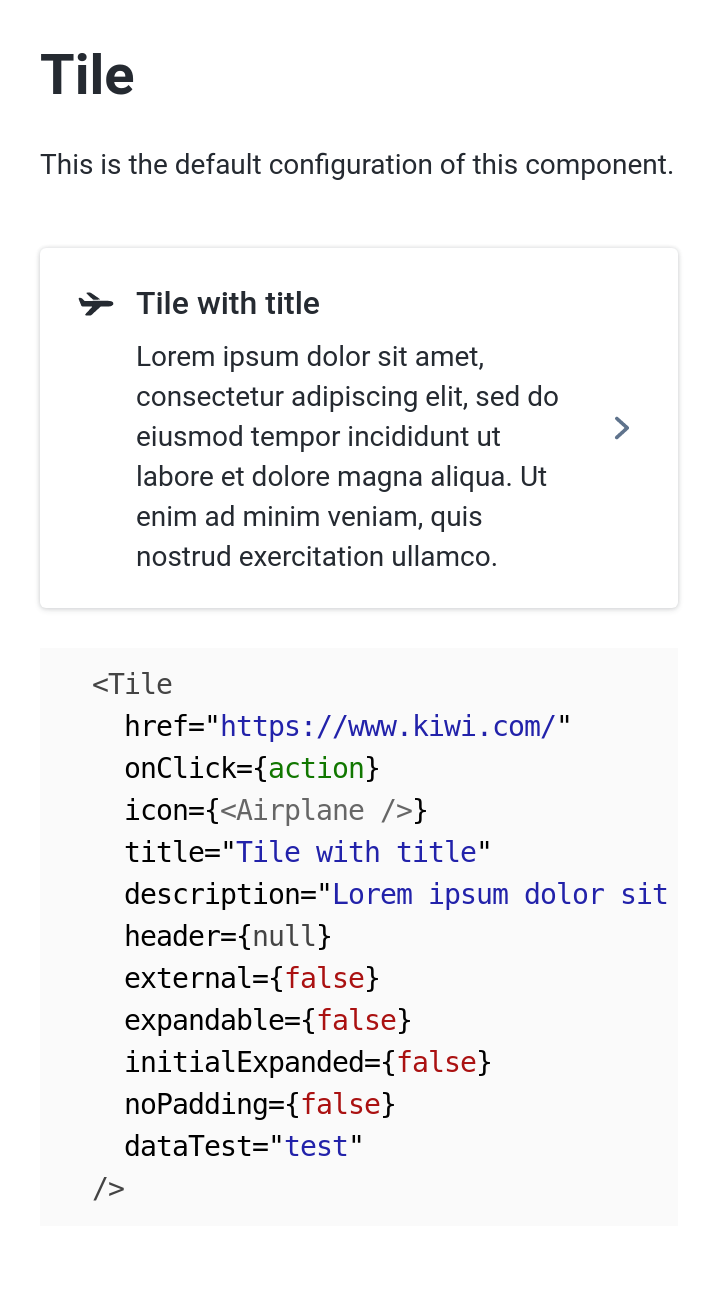 Tile
This is the default configuration of this component.
Tile with title
Lorem ipsum dolor sit amet,
consectetur adipiscing elit, sed do
eiusmod tempor incididunt ut
labore et dolore magna aliqua. Ut
enim ad minim veniam, quis
nostrud exercitation ullamco.
<Tile
href="https://www.kiwi.com/"
onClick={action}
icon={<Airplane />}
title="Tile with title"
description="Lorem ipsum dolor sit
header={null}
external={false}
expandable={false}
initialExpanded={false}
noPadding={false}
dataTest="test"
/>